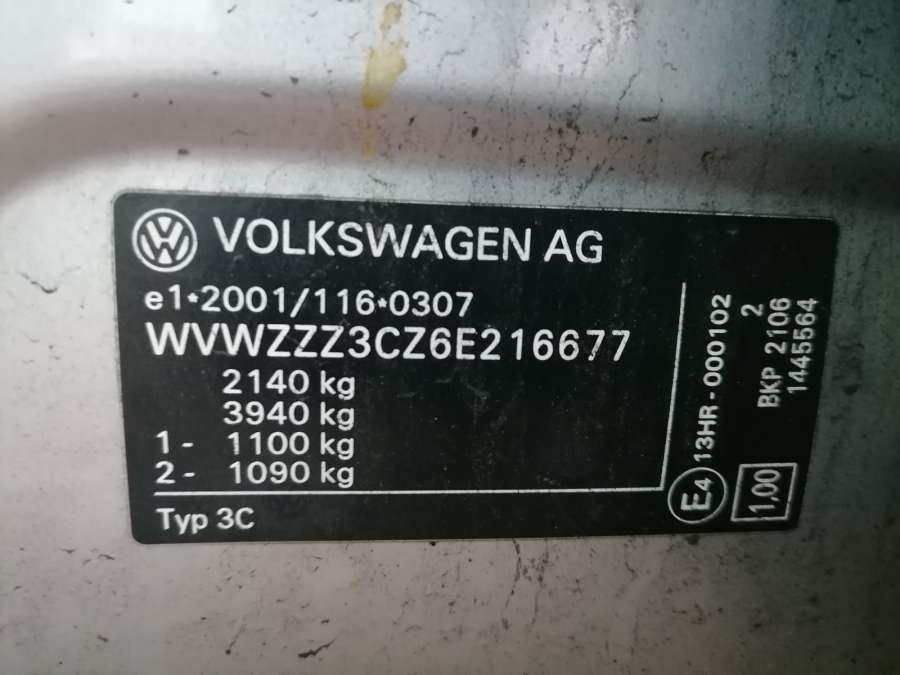 VOLKSWAGEN AG
e1*2001/116*0307
WVWZZZ3CZ6E216677
2140 kg
3940 kg
1 - 1100 kg
2 - 1090 kg
Typ 3C
E4 13HR - 000102
2
BKP 2106
1445564
1,00